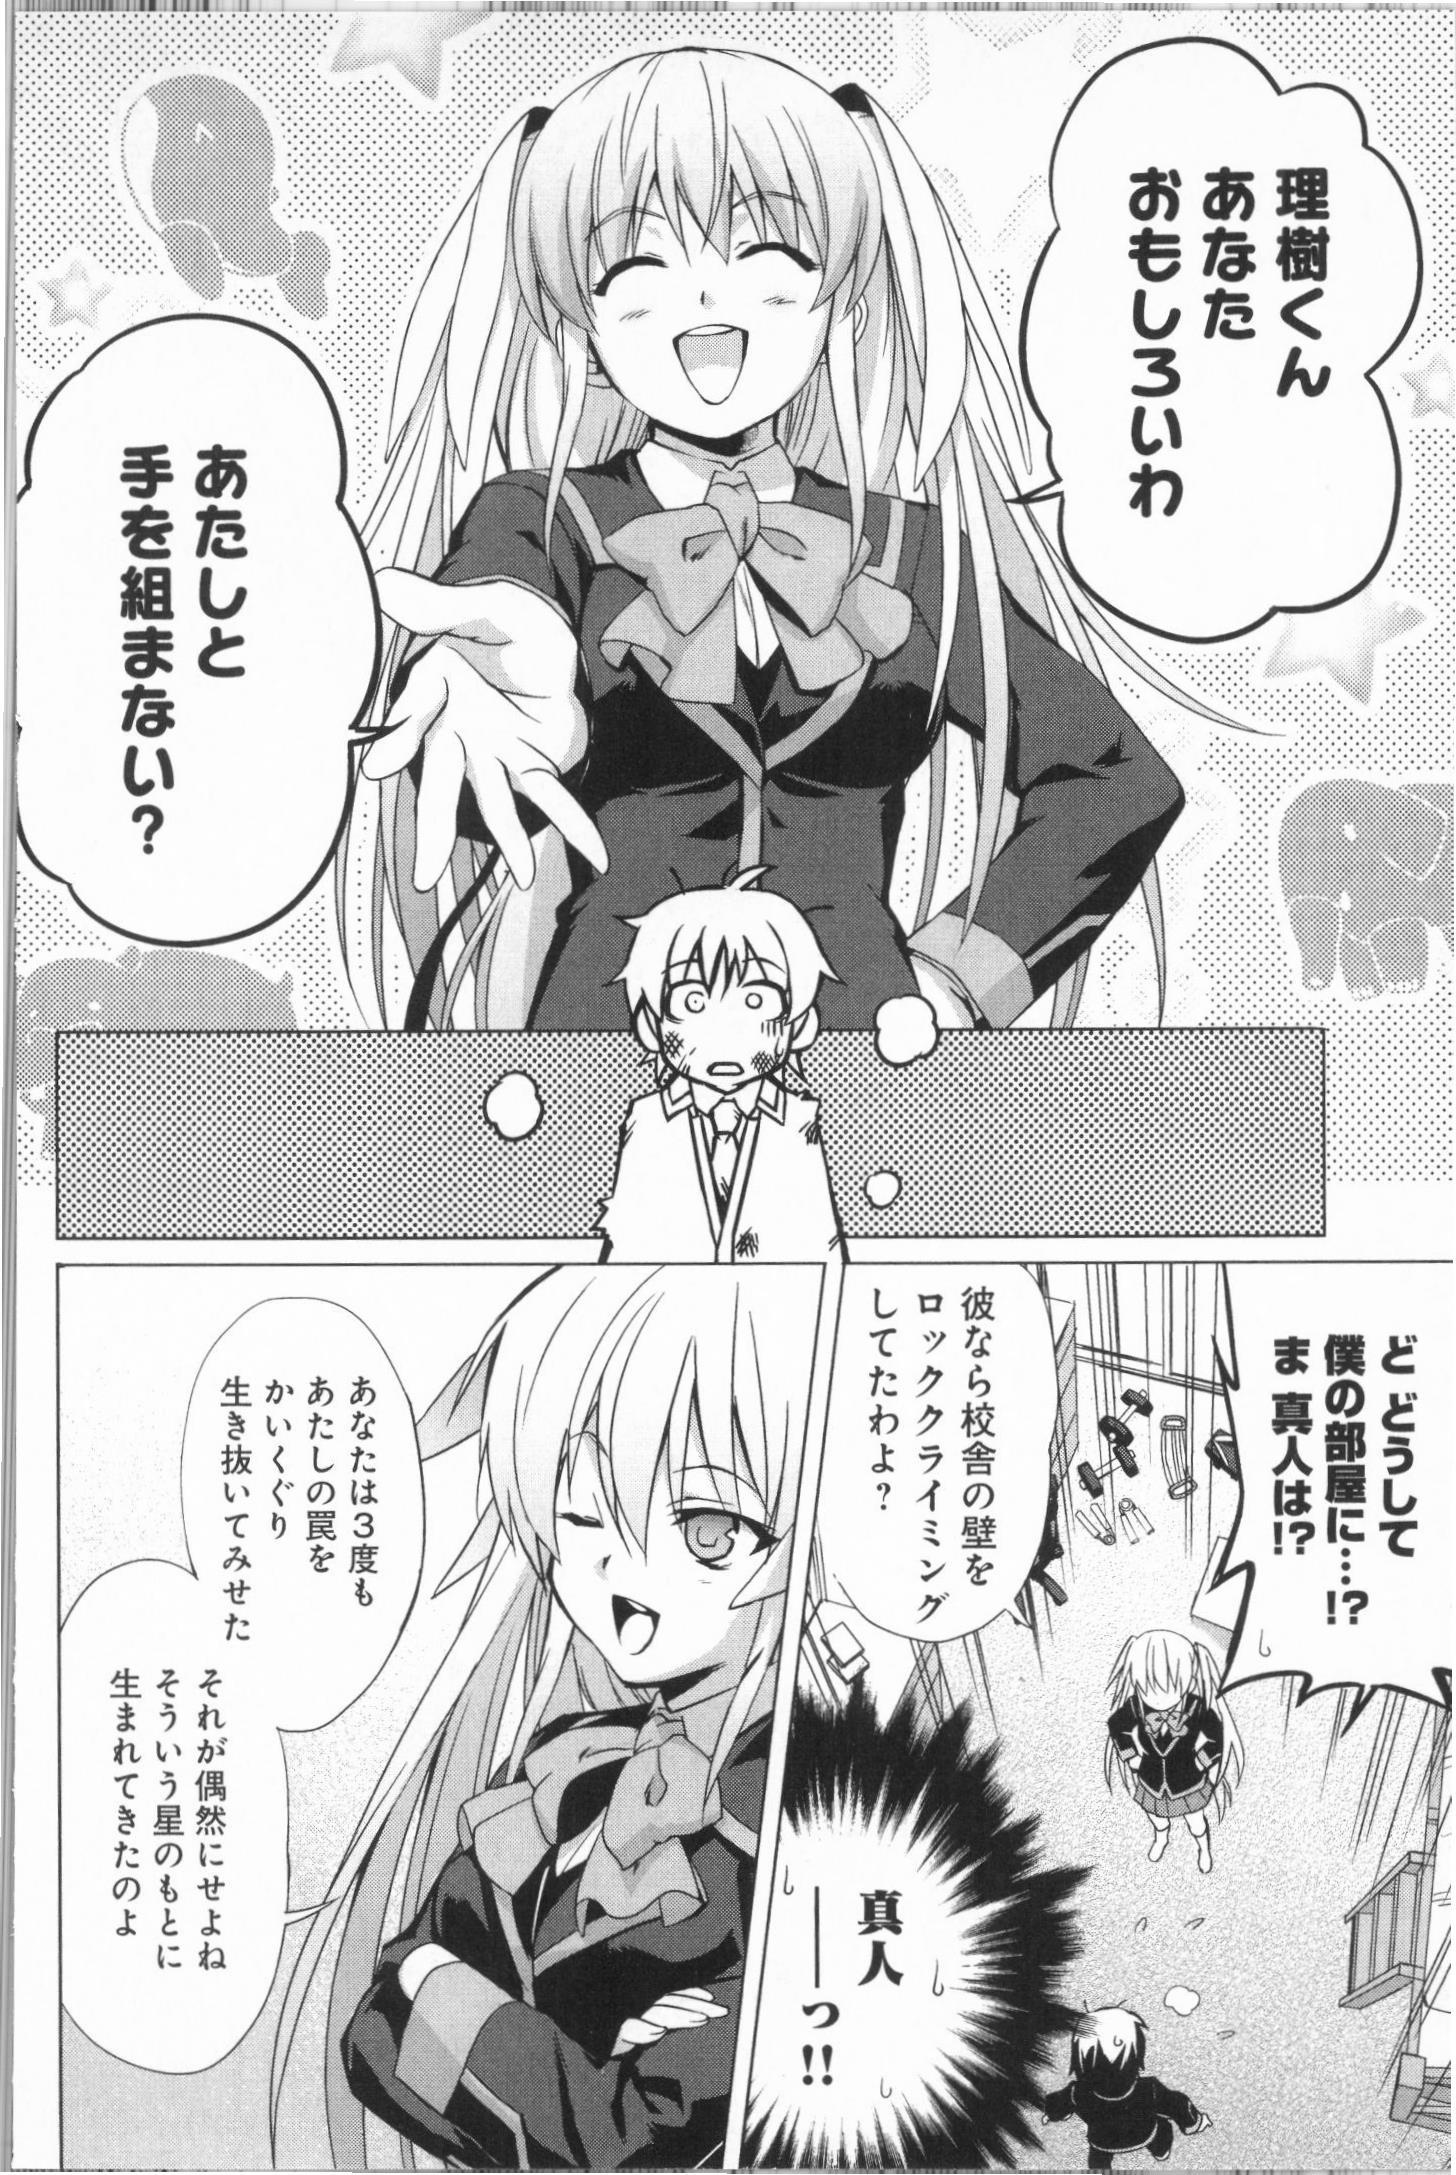 理樹くん
あなた
おもしろいわ
あたしと
手を組まない?
ど どうして
僕の部屋に…!?
ま 真人は!?
彼なら校舎の壁を
ロッククライミング
してたわよ?
真人
――っ!!
あなたは3度も
あたしの罠を
かいくぐり
生き抜いてみせた
それが偶然にせよね
そういう星のもとに
生まれてきたのよ